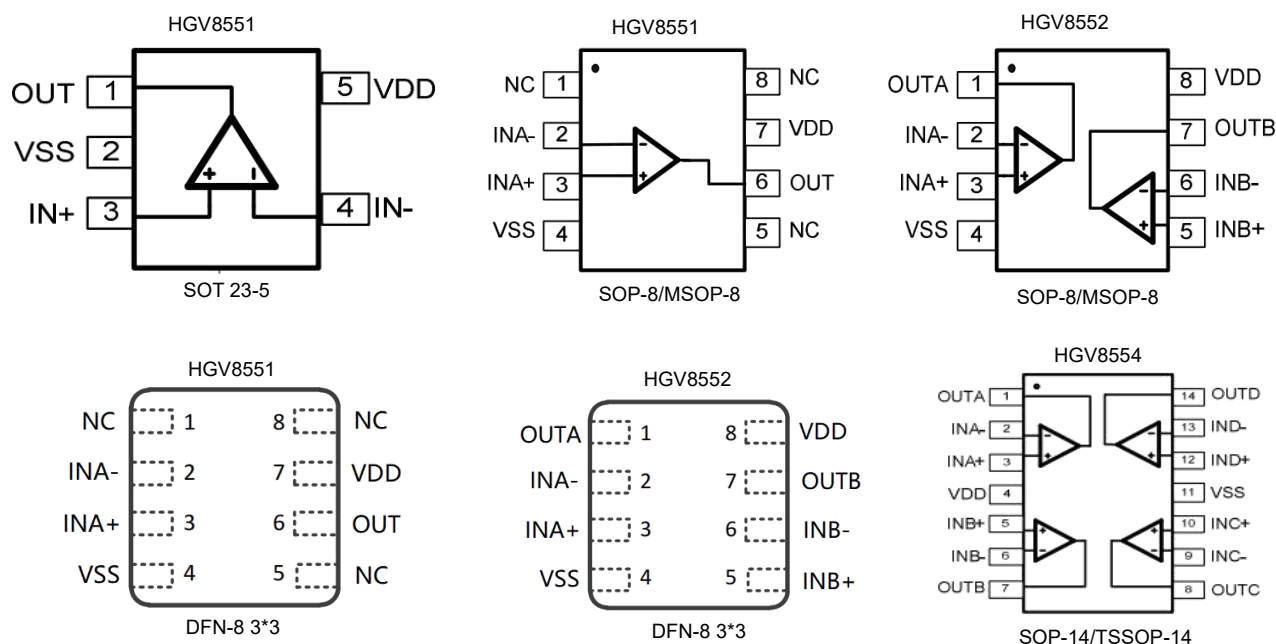 HGV8551
OUT 1 5 VDD
VSS 2
IN+ 3 4 IN-
+ -
SOT 23-5
HGV8551
NC 1 8 NC
INA- 2 - 7 VDD
INA+ 3 + 6 OUT
VSS 4 5 NC
SOP-8/MSOP-8
HGV8552
OUTA 1 8 VDD
INA- 2 - 7 OUTB
INA+ 3 + - 6 INB-
VSS 4 + 5 INB+
SOP-8/MSOP-8
HGV8551
NC 1 8 NC
INA- 2 7 VDD
INA+ 3 6 OUT
VSS 4 5 NC
DFN-8 3*3
HGV8552
OUTA 1 8 VDD
INA- 2 7 OUTB
INA+ 3 6 INB-
VSS 4 5 INB+
DFN-8 3*3
HGV8554
OUTA 1 14 OUTD
INA- 2 - - 13 IND-
INA+ 3 + + 12 IND+
VDD 4 11 VSS
INB+ 5 + + 10 INC+
INB- 6 - - 9 INC-
OUTB 7 8 OUTC
SOP-14/TSSOP-14